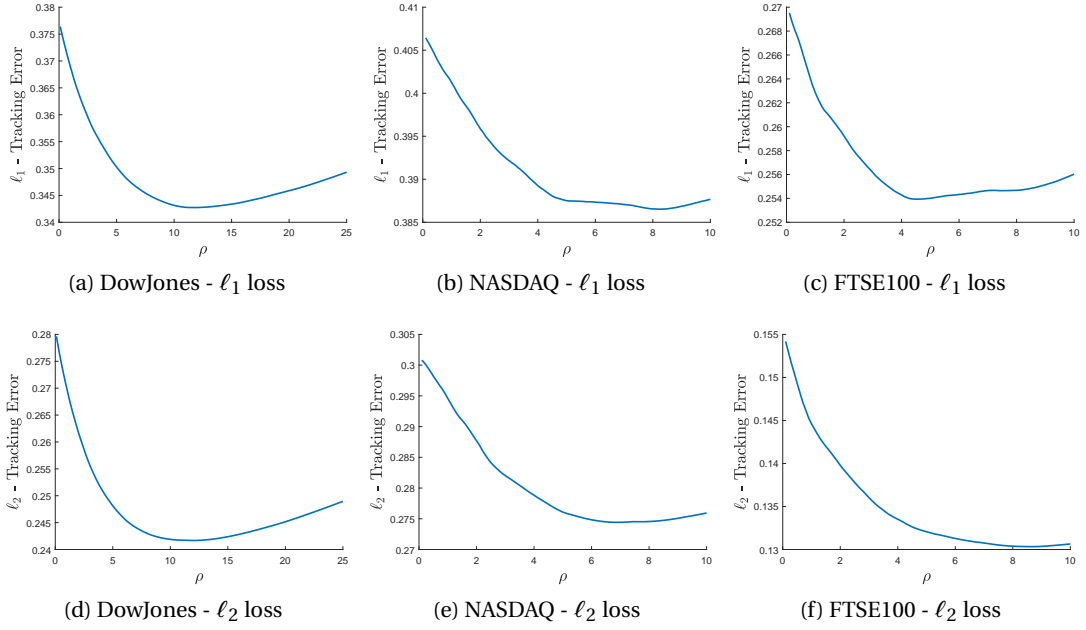 0.38
0.375
0.37
0.365
0.36
0.355
0.35
0.345
0.34
ℓ1 - Tracking Error
0 5 10 15 20 25
ρ
(a) DowJones - ℓ1 loss
0.405
0.4
0.395
0.39
0.385
ℓ1 - Tracking Error
0 2 4 6 8 10
ρ
(b) NASDAQ - ℓ1 loss
0.27
0.268
0.266
0.264
0.262
0.26
0.258
0.256
0.254
0.252
ℓ1 - Tracking Error
0 2 4 6 8 10
ρ
(c) FTSE100 - ℓ1 loss
0.28
0.275
0.27
0.265
0.26
0.255
0.25
0.245
0.24
ℓ2 - Tracking Error
0 5 10 15 20 25
ρ
(d) DowJones - ℓ2 loss
0.305
0.3
0.295
0.29
0.285
0.28
0.275
0.27
ℓ2 - Tracking Error
0 2 4 6 8 10
ρ
(e) NASDAQ - ℓ2 loss
0.155
0.15
0.145
0.14
0.135
0.13
ℓ2 - Tracking Error
0 2 4 6 8 10
ρ
(f) FTSE100 - ℓ2 loss